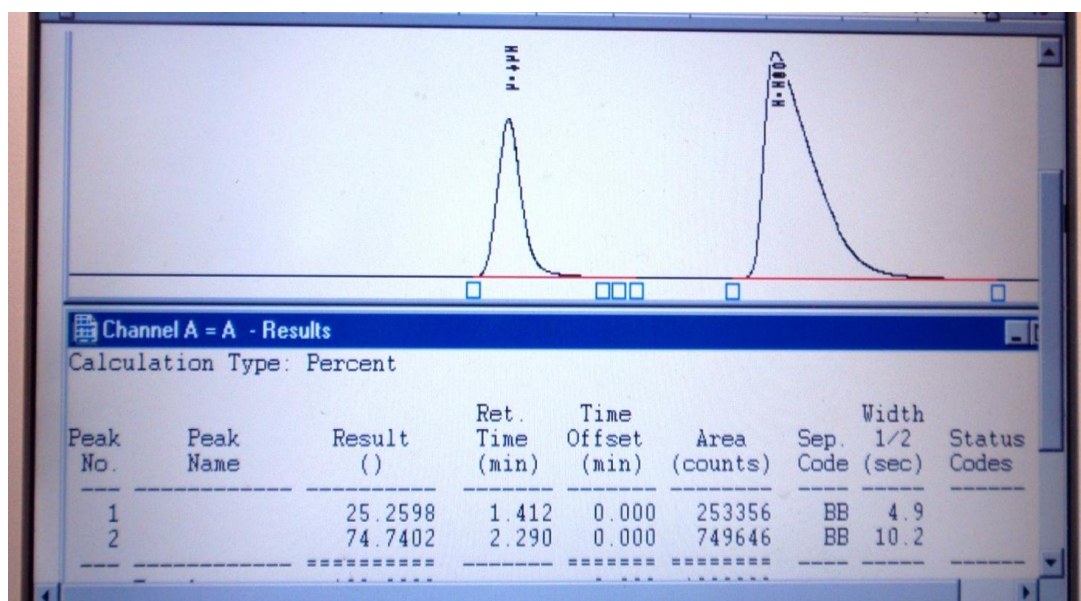 Channel A = A - Results
Calculation Type: Percent
Ret. Time Width
Peak Peak Result Time Offset Area Sep. 1/2 Status
No. Name () (min) (min) (counts) Code (sec) Codes
1 25.2598 1.412 0.000 253356 BB 4.9
2 74.7402 2.290 0.000 749646 BB 10.2